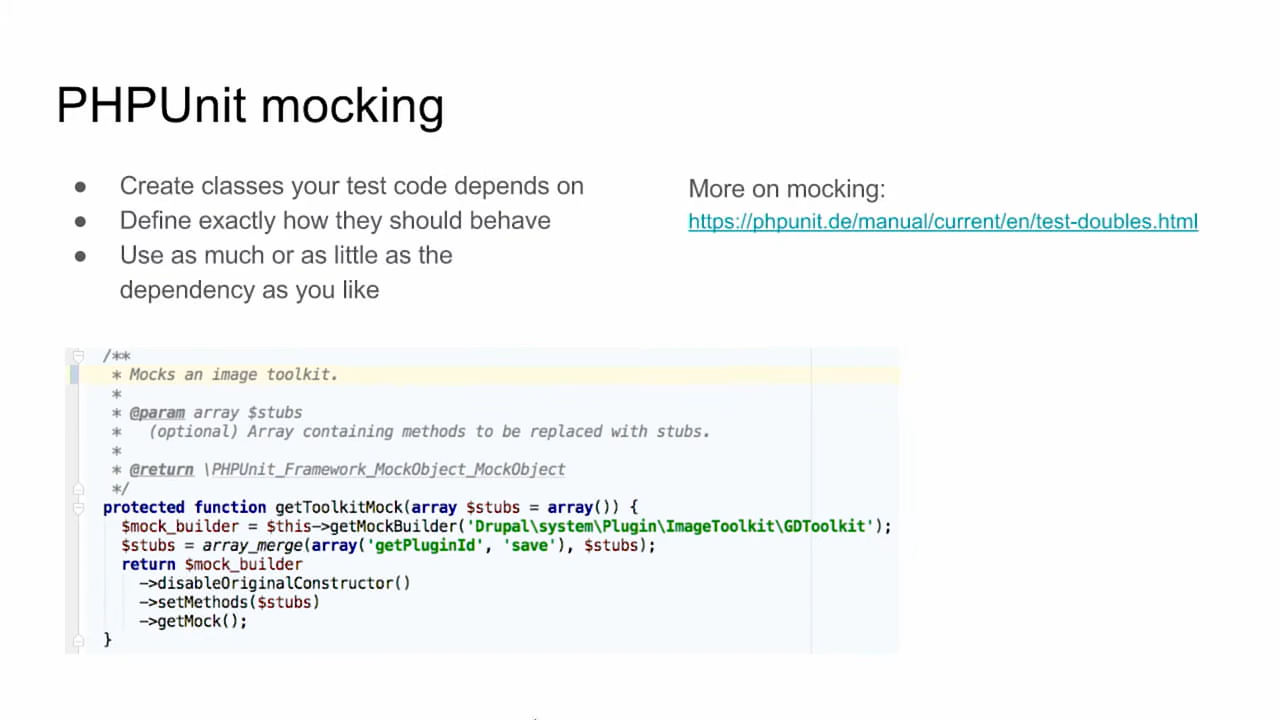 PHPUnit mocking
● Create classes your test code depends on
● Define exactly how they should behave
● Use as much or as little as the
dependency as you like
More on mocking:
https://phpunit.de/manual/current/en/test-doubles.html
/**
 * Mocks an image toolkit.
 *
 * @param array $stubs
 *   (optional) Array containing methods to be replaced with stubs.
 *
 * @return \PHPUnit_Framework_MockObject_MockObject
 */
protected function getToolkitMock(array $stubs = array()) {
  $mock_builder = $this->getMockBuilder('Drupal\system\Plugin\ImageToolkit\GDToolkit');
  $stubs = array_merge(array('getPluginId', 'save'), $stubs);
  return $mock_builder
    ->disableOriginalConstructor()
    ->setMethods($stubs)
    ->getMock();
}